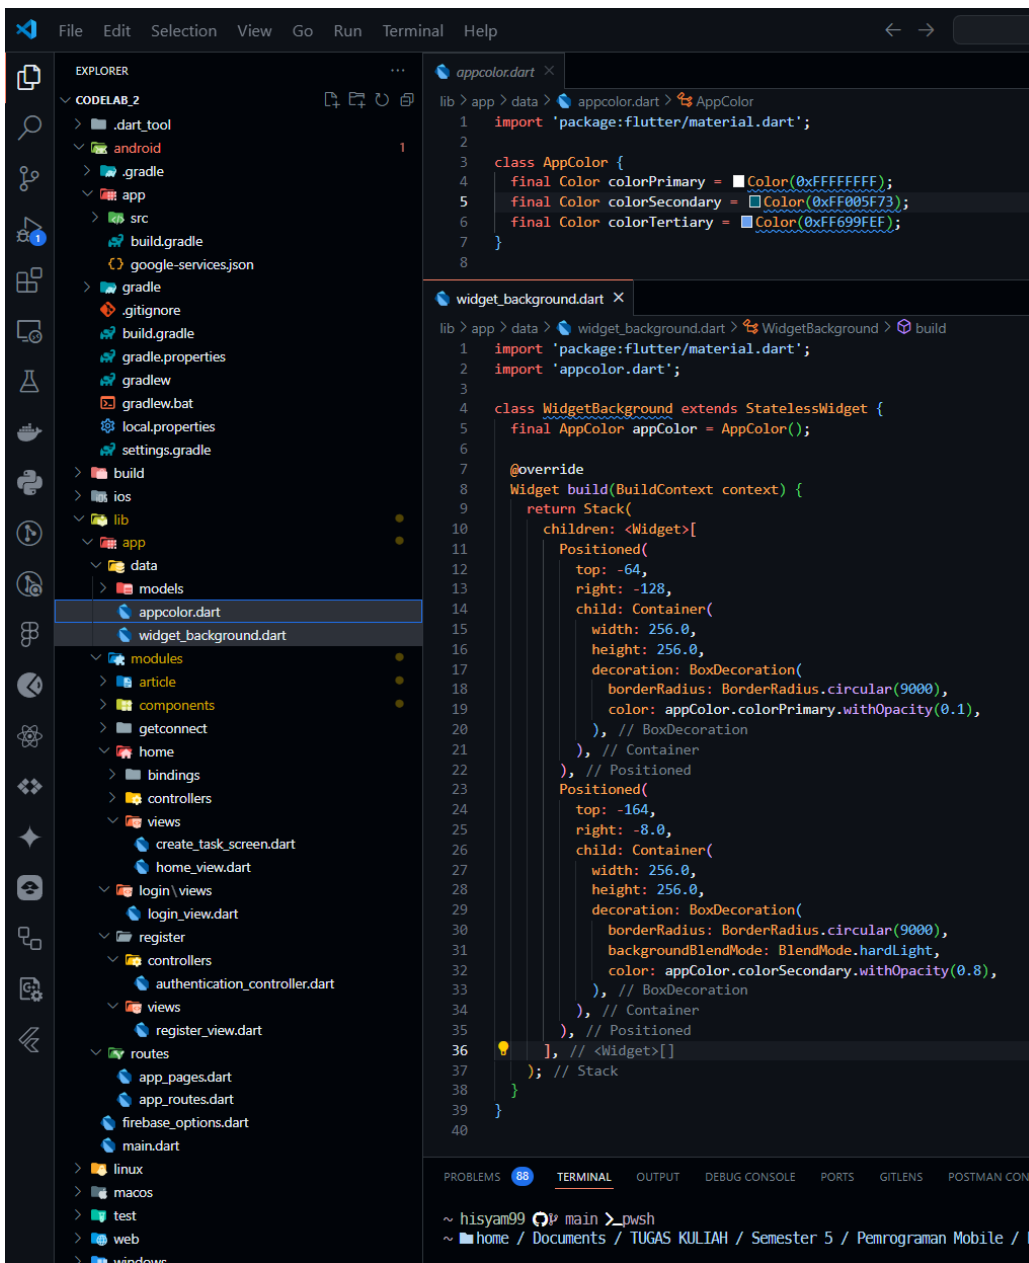 File Edit Selection View Go Run Terminal Help
EXPLORER ···
CODELAB_2
.dart_tool
android 1
.gradle
app
src
build.gradle
google-services.json
gradle
.gitignore
build.gradle
gradle.properties
gradlew
gradlew.bat
local.properties
settings.gradle
build
ios
lib
app
data
models
appcolor.dart
widget_background.dart
modules
article
components
getconnect
home
bindings
controllers
views
create_task_screen.dart
home_view.dart
login\views
login_view.dart
register
controllers
authentication_controller.dart
views
register_view.dart
routes
app_pages.dart
app_routes.dart
firebase_options.dart
main.dart
linux
macos
test
web
windows
1
appcolor.dart
lib > app > data > appcolor.dart > AppColor
1 import 'package:flutter/material.dart';
2
3 class AppColor {
4 final Color colorPrimary = Color(0xFFFFFFFF);
5 final Color colorSecondary = Color(0xFF005F73);
6 final Color colorTertiary = Color(0xFF699FEF);
7 }
8
widget_background.dart
lib > app > data > widget_background.dart > WidgetBackground > build
1 import 'package:flutter/material.dart';
2 import 'appcolor.dart';
3
4 class WidgetBackground extends StatelessWidget {
5 final AppColor appColor = AppColor();
6
7 @override
8 Widget build(BuildContext context) {
9 return Stack(
10 children: <Widget>[
11 Positioned(
12 top: -64,
13 right: -128,
14 child: Container(
15 width: 256.0,
16 height: 256.0,
17 decoration: BoxDecoration(
18 borderRadius: BorderRadius.circular(9000),
19 color: appColor.colorPrimary.withOpacity(0.1),
20 ), // BoxDecoration
21 ), // Container
22 ), // Positioned
23 Positioned(
24 top: -164,
25 right: -8.0,
26 child: Container(
27 width: 256.0,
28 height: 256.0,
29 decoration: BoxDecoration(
30 borderRadius: BorderRadius.circular(9000),
31 backgroundBlendMode: BlendMode.hardLight,
32 color: appColor.colorSecondary.withOpacity(0.8),
33 ), // BoxDecoration
34 ), // Container
35 ), // Positioned
36 ], // <Widget>[]
37 ); // Stack
38 }
39 }
40
PROBLEMS 88 TERMINAL OUTPUT DEBUG CONSOLE PORTS GITLENS POSTMAN CON
~ hisyam99 main pwsh
~ home / Documents / TUGAS KULIAH / Semester 5 / Pemrograman Mobile /